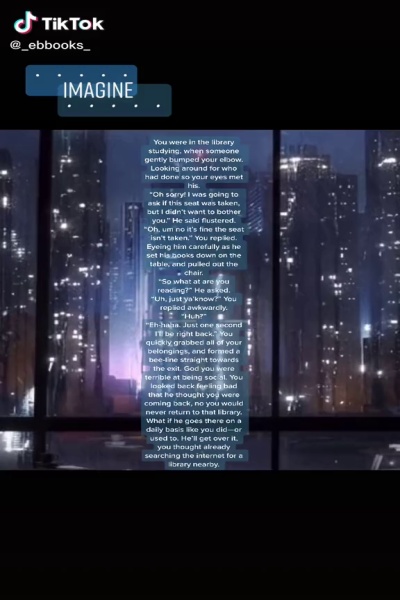 TikTok
@_ebbooks_
IMAGINE
You were in the library
studying, when someone
gently bumped your elbow.
Looking around for who
had done so your eyes met
his.
"Oh sorry! I was going to
ask if this seat was taken,
but I didn't want to bother
you." He said flustered.
"Oh, um no it's fine the seat
isn't taken." You replied.
Eyeing him carefully as he
set his books down on the
table, and pulled out the
chair.
"So what at are you
reading?" He asked.
"Uh, just ya'know?" You
replied awkwardly.
"Huh?"
"Eh-haha. Just one second
I'll be right back." You
quickly grabbed all of your
belongings, and formed a
bee-line straight towards
the exit. God you were
terrible at being social. You
looked back feeling bad
that he thought you were
coming back, no you would
never return to that library.
What if he goes there on a
daily basis like you did—or
used to. He'll get over it,
you thought already
searching the internet for a
library nearby.